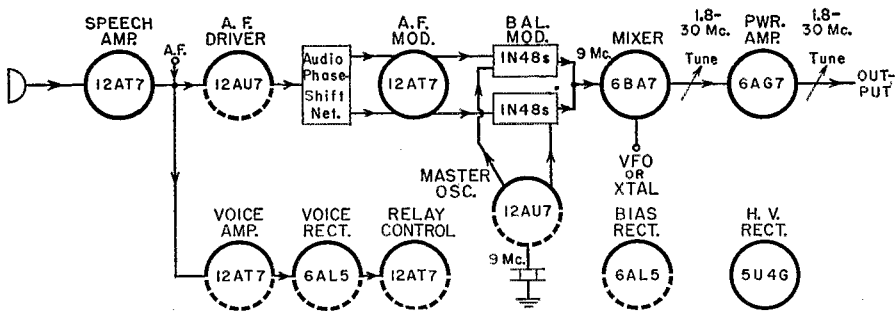 SPEECH
AMP.
A.F.
A. F.
DRIVER
A.F.
MOD.
BAL.
MOD.
MIXER
1.8-
30 Mc.
PWR.
AMP.
1.8-
30 Mc.
12AT7
12AU7
Audio
Phase
Shift
Net.
12AT7
1N48s
1N48s
9 Mc.
6BA7
Tune
6AG7
Tune
OUT-
PUT
MASTER
OSC.
12AU7
9 Mc.
VFO
OR
XTAL
VOICE
AMP.
VOICE
RECT.
RELAY
CONTROL
BIAS
RECT.
H. V.
RECT.
12AT7
6AL5
12AT7
6AL5
5U4G